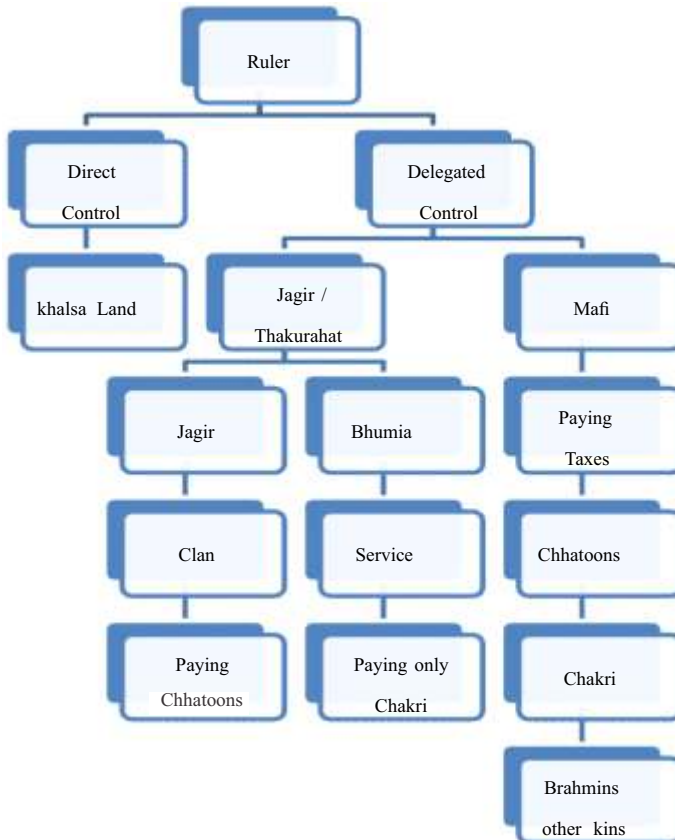 Ruler
Direct
Control
Delegated
Control
khalsa Land
Jagir /
Thakurahat
Mafi
Jagir
Bhumia
Paying
Taxes
Clan
Service
Chhatoons
Paying
Chhatoons
Paying only
Chakri
Chakri
Brahmins
other kins